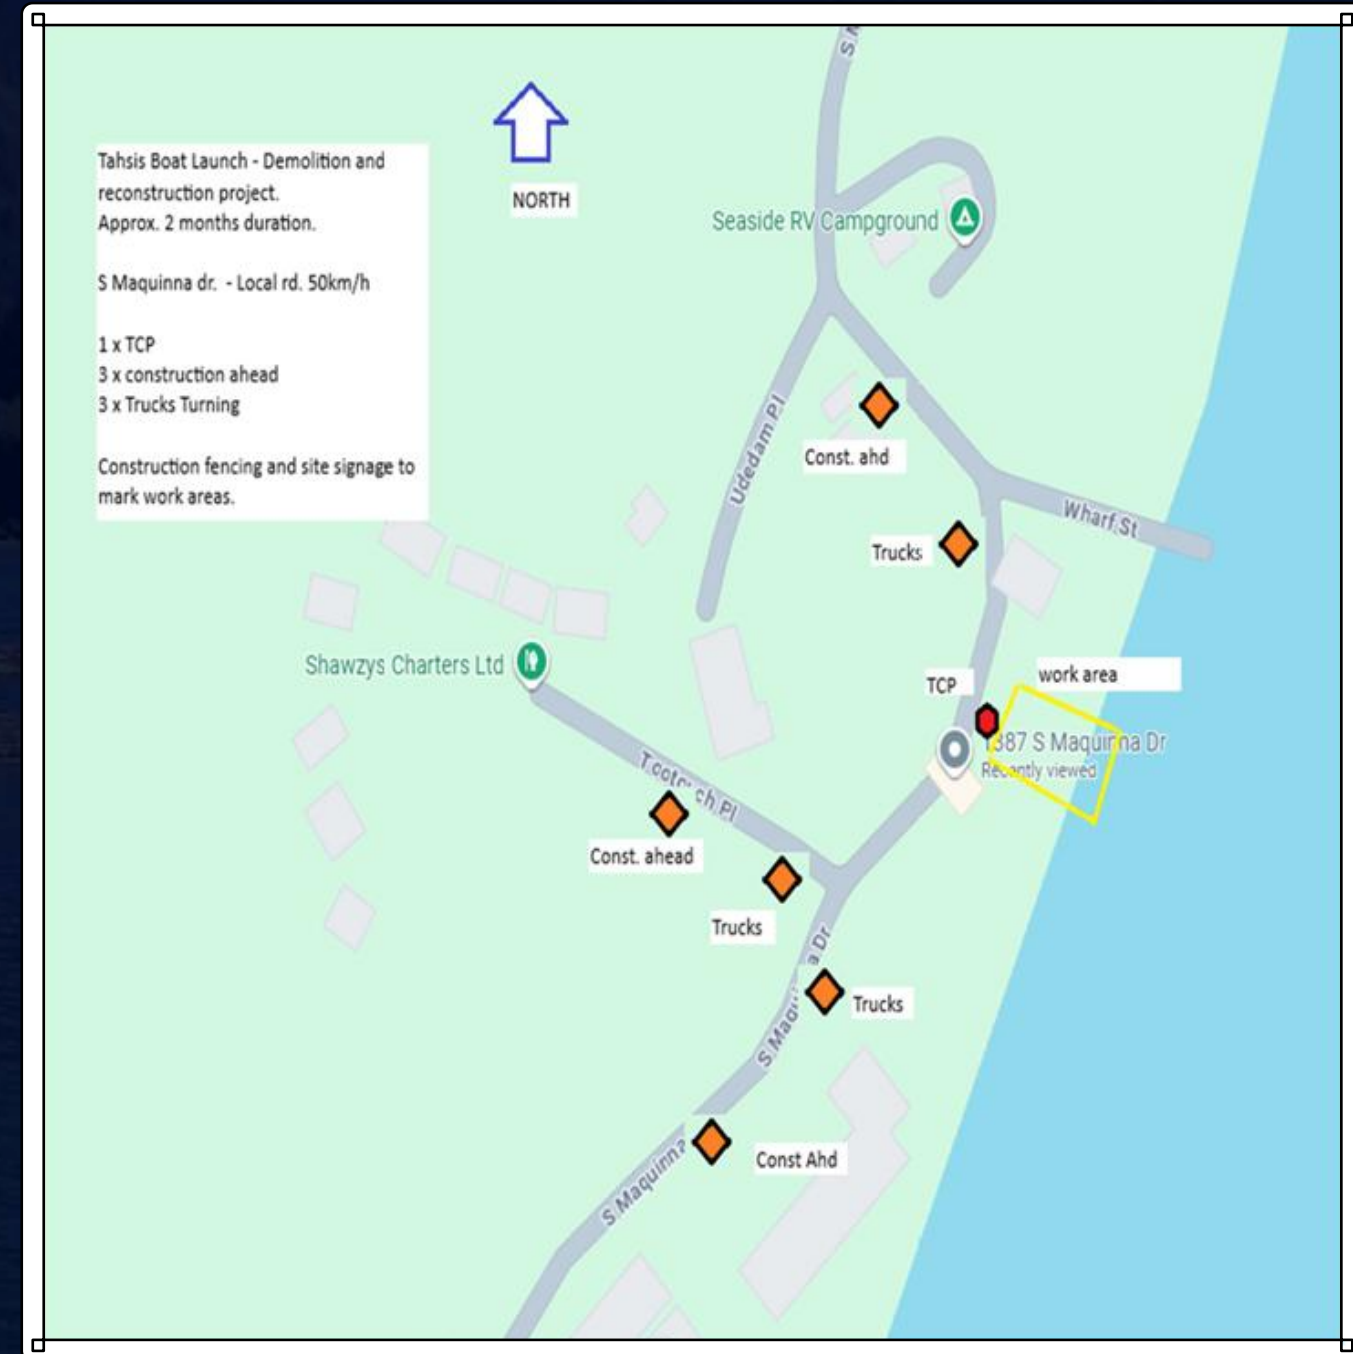 S M
Tahsis Boat Launch - Demolition and
reconstruction project.
Approx. 2 months duration.
S Maquinna dr. - Local rd. 50km/h
1 x TCP
3 x construction ahead
3 x Trucks Turning
Construction fencing and site signage to
mark work areas.
NORTH
Seaside RV Campground
Udedam Pl
Const. ahd
Wharf St
Trucks
Shawzys Charters Ltd
TCP
work area
1387 S Maquinna Dr
Recently viewed
Const. ahead
Trucks
Trucks
Const Ahd
S Maquinna